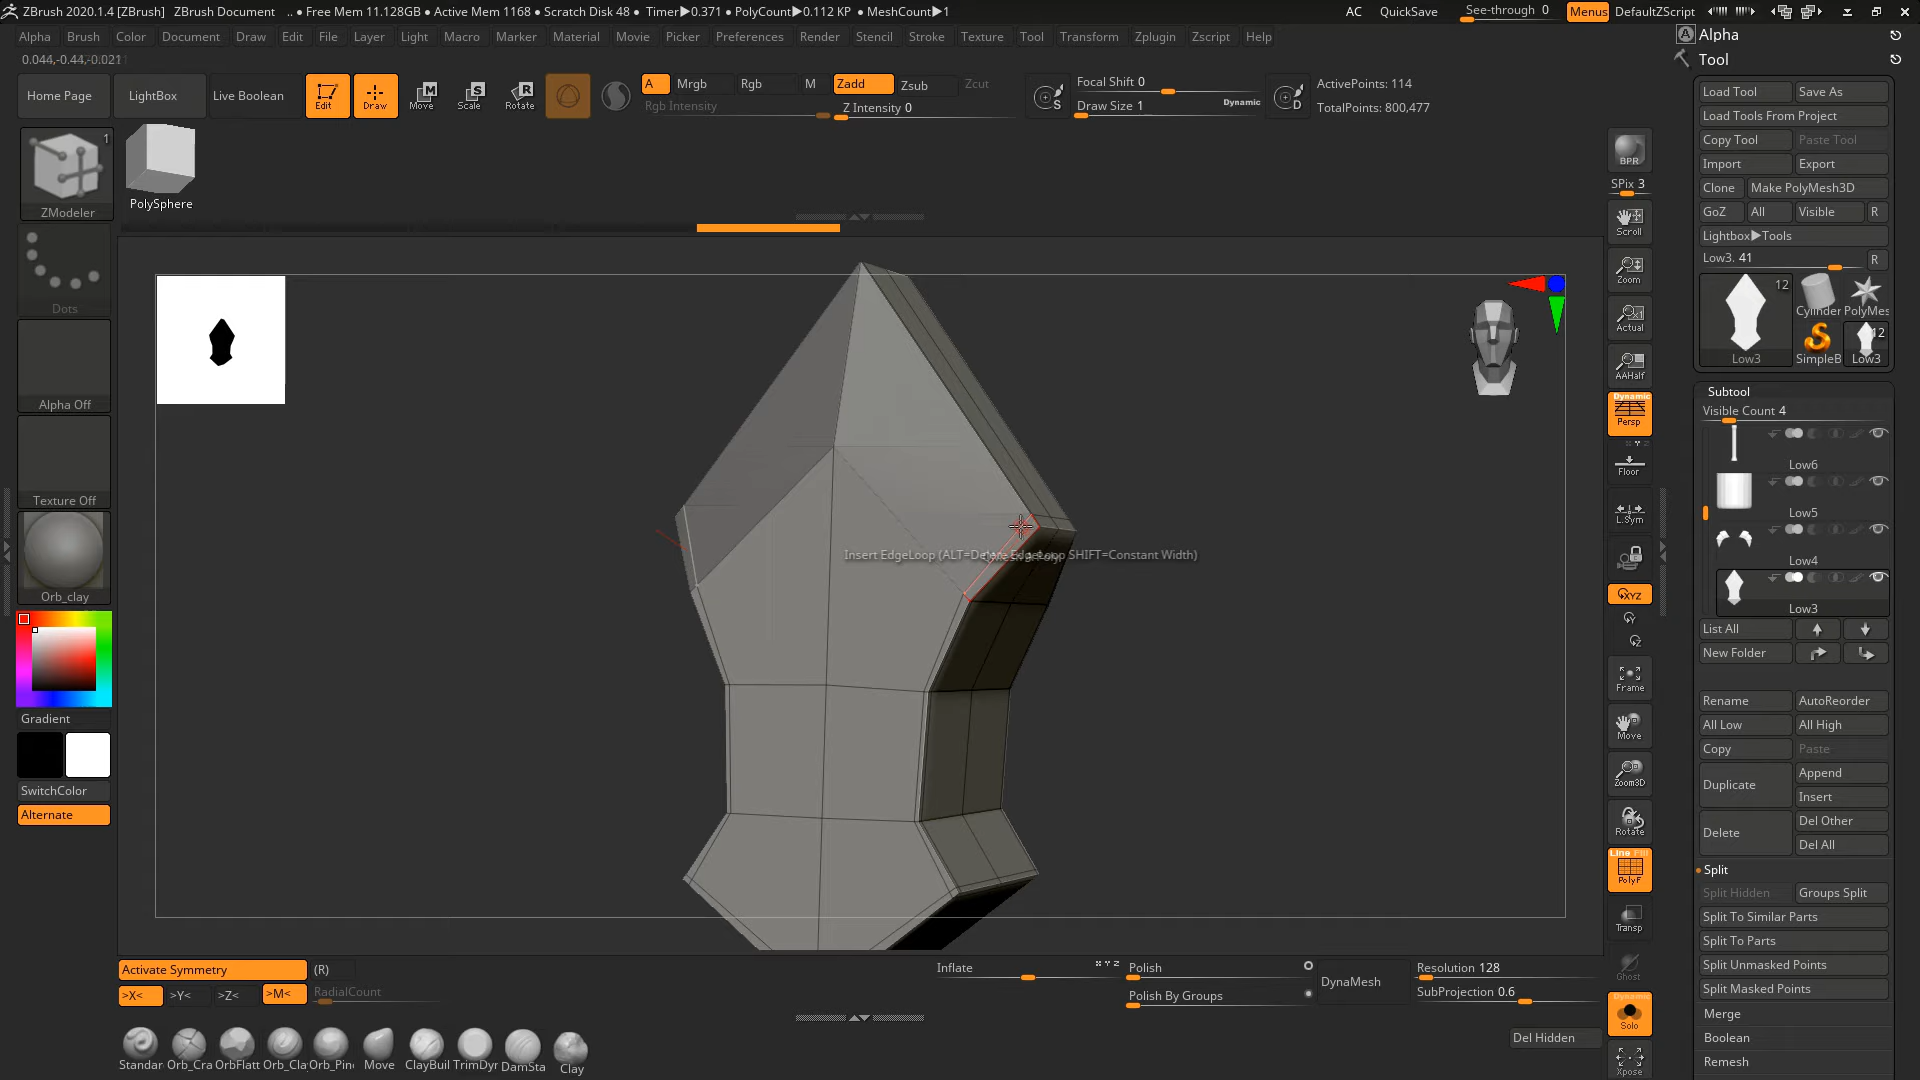 ZBrush 2020.1.4 [ZBrush] ZBrush Document .. ● Free Mem 11.128GB ● Active Mem 1168 ● Scratch Disk 48 ● Timer▶0.371 ● PolyCount▶0.112 KP ● MeshCount▶1
AC QuickSave See-through 0 Menus DefaultZScript
Alpha Brush Color Document Draw Edit File Layer Light Macro Marker Material Movie Picker Preferences Render Stencil Stroke Texture Tool Transform Zplugin Zscript Help
0.044,-0.44,-0.021
Home Page LightBox Live Boolean Edit Draw Move Scale Rotate
A Mrgb Rgb M Zadd Zsub Zcut
Rgb Intensity Z Intensity 0
S Focal Shift 0
Draw Size 1 Dynamic
D ActivePoints: 114
TotalPoints: 800,477
1
ZModeler
PolySphere
Dots
Alpha Off
Texture Off
Orb_clay
Gradient
SwitchColor
Alternate
Insert EdgeLoop (ALT=Delete EdgeLoop SHIFT=Constant Width)
BPR
SPix 3
Scroll
Zoom
Actual
AAHalf
Dynamic
Persp
Floor
L.Sym
XYZ
Y
Z
Frame
Move
Zoom3D
Rotate
Line Fill
PolyF
Transp
Ghost
Dynamic
Solo
Xpose
Alpha
Tool
Load Tool Save As
Load Tools From Project
Copy Tool Paste Tool
Import Export
Clone Make PolyMesh3D
GoZ All Visible R
Lightbox▶Tools
Low3. 41 R
12
Cylinder PolyMes
12
Low3 SimpleB Low3
Subtool
Visible Count 4
Low6
Low5
Low4
Low3
List All
New Folder
Rename AutoReorder
All Low All High
Copy Paste
Duplicate Append
Insert
Delete Del Other
Del All
Split
Split Hidden Groups Split
Split To Similar Parts
Split To Parts
Split Unmasked Points
Split Masked Points
Merge
Boolean
Remesh
Activate Symmetry (R)
>X< >Y< >Z< >M< RadialCount
Inflate X Y Z Polish
Polish By Groups
DynaMesh
Resolution 128
SubProjection 0.6
Del Hidden
Standar Orb_Cra OrbFlatt Orb_Cla Orb_Pin Move ClayBuil TrimDyr DamSta Clay